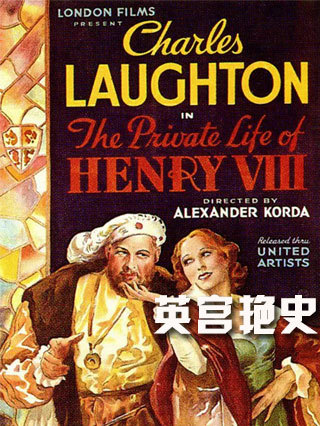 LONDON FILMS
PRESENT
Charles
LAUGHTON
IN
The Private Life of
HENRY VIII
DIRECTED BY
ALEXANDER KORDA
Released thru
UNITED
ARTISTS
英宫艳史